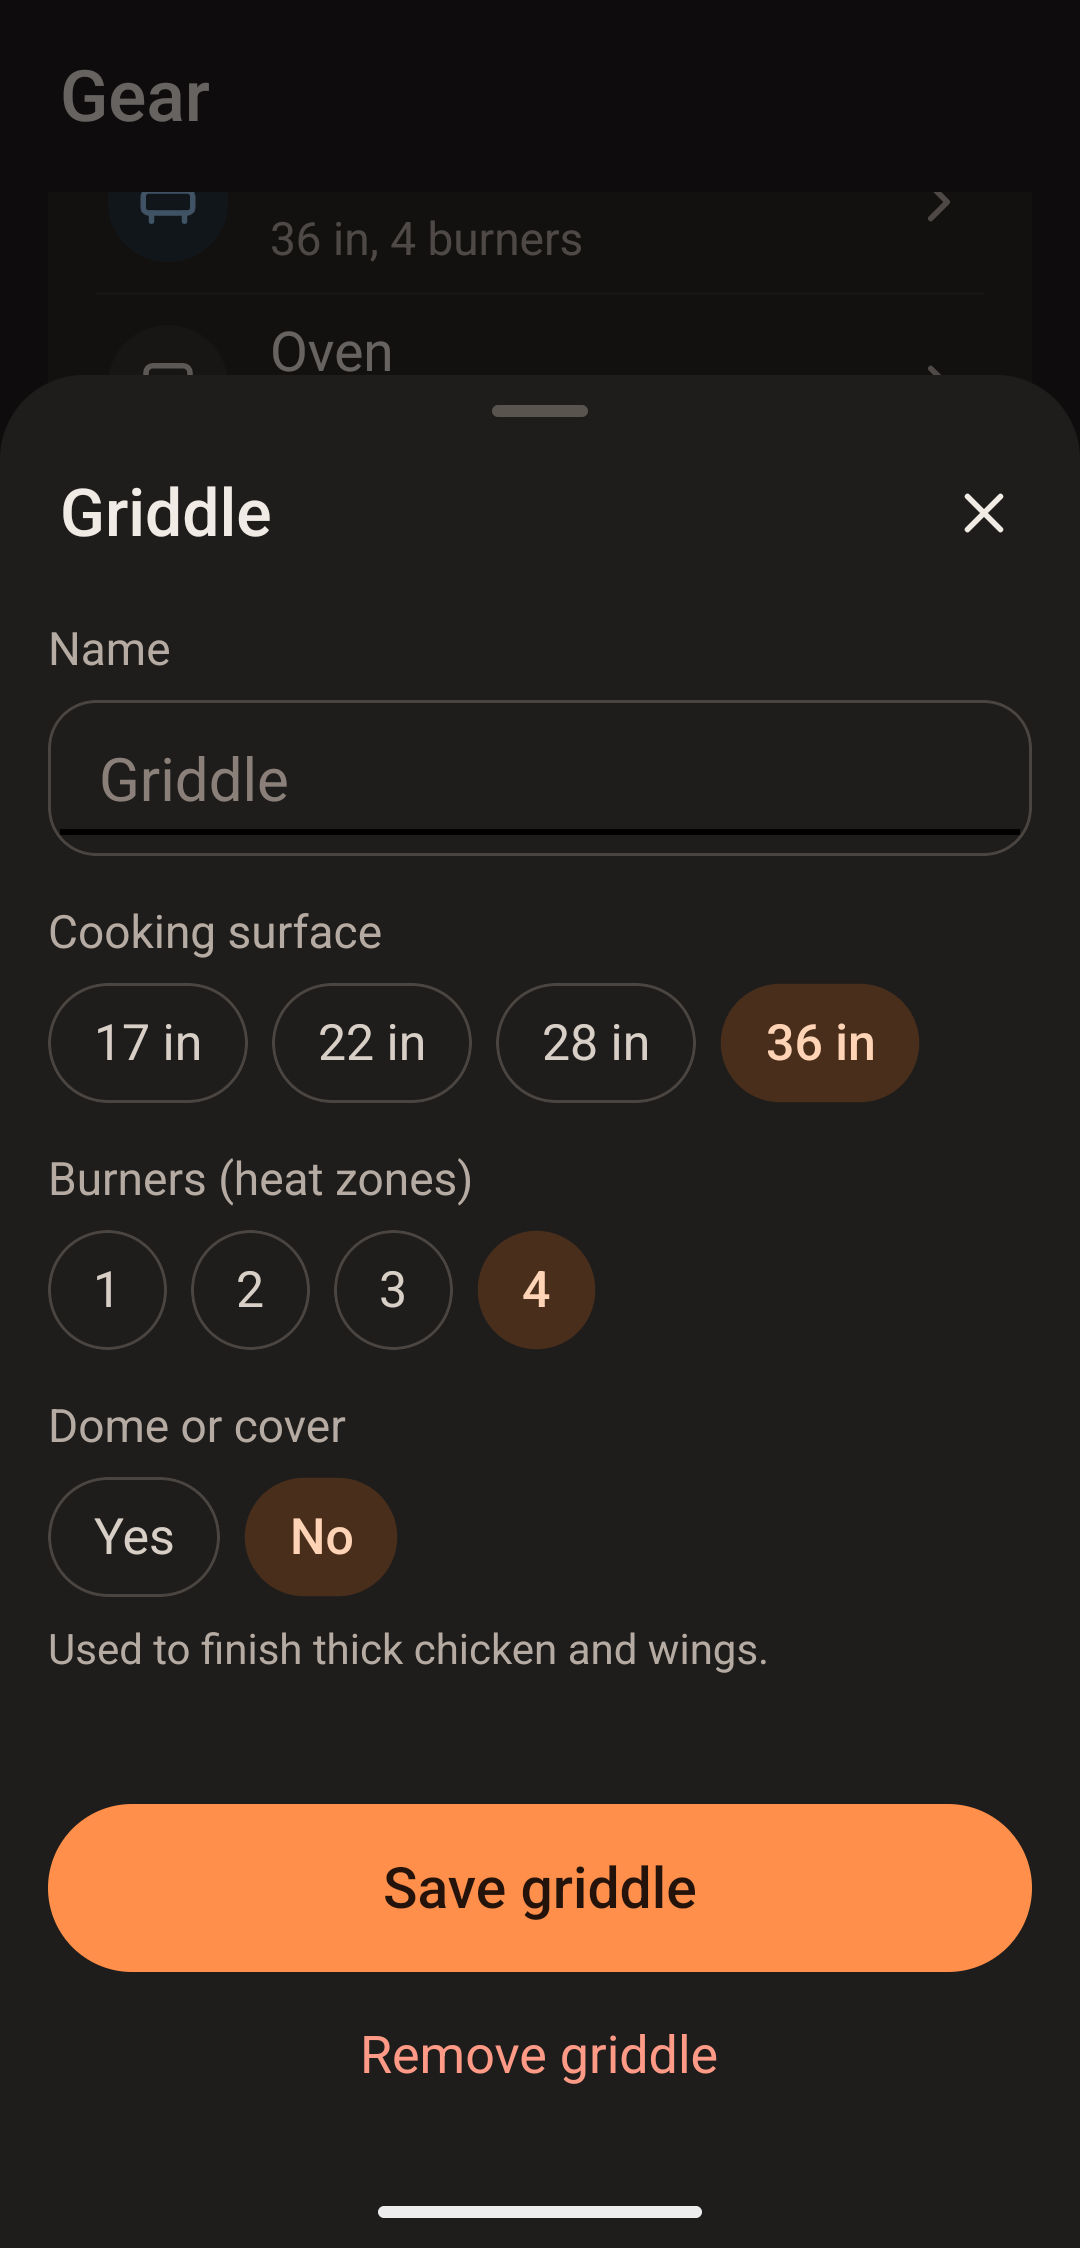 Gear
36 in, 4 burners
Oven
Griddle
Name
Griddle
Cooking surface
17 in 22 in 28 in 36 in
Burners (heat zones)
1 2 3 4
Dome or cover
Yes No
Used to finish thick chicken and wings.
Save griddle
Remove griddle